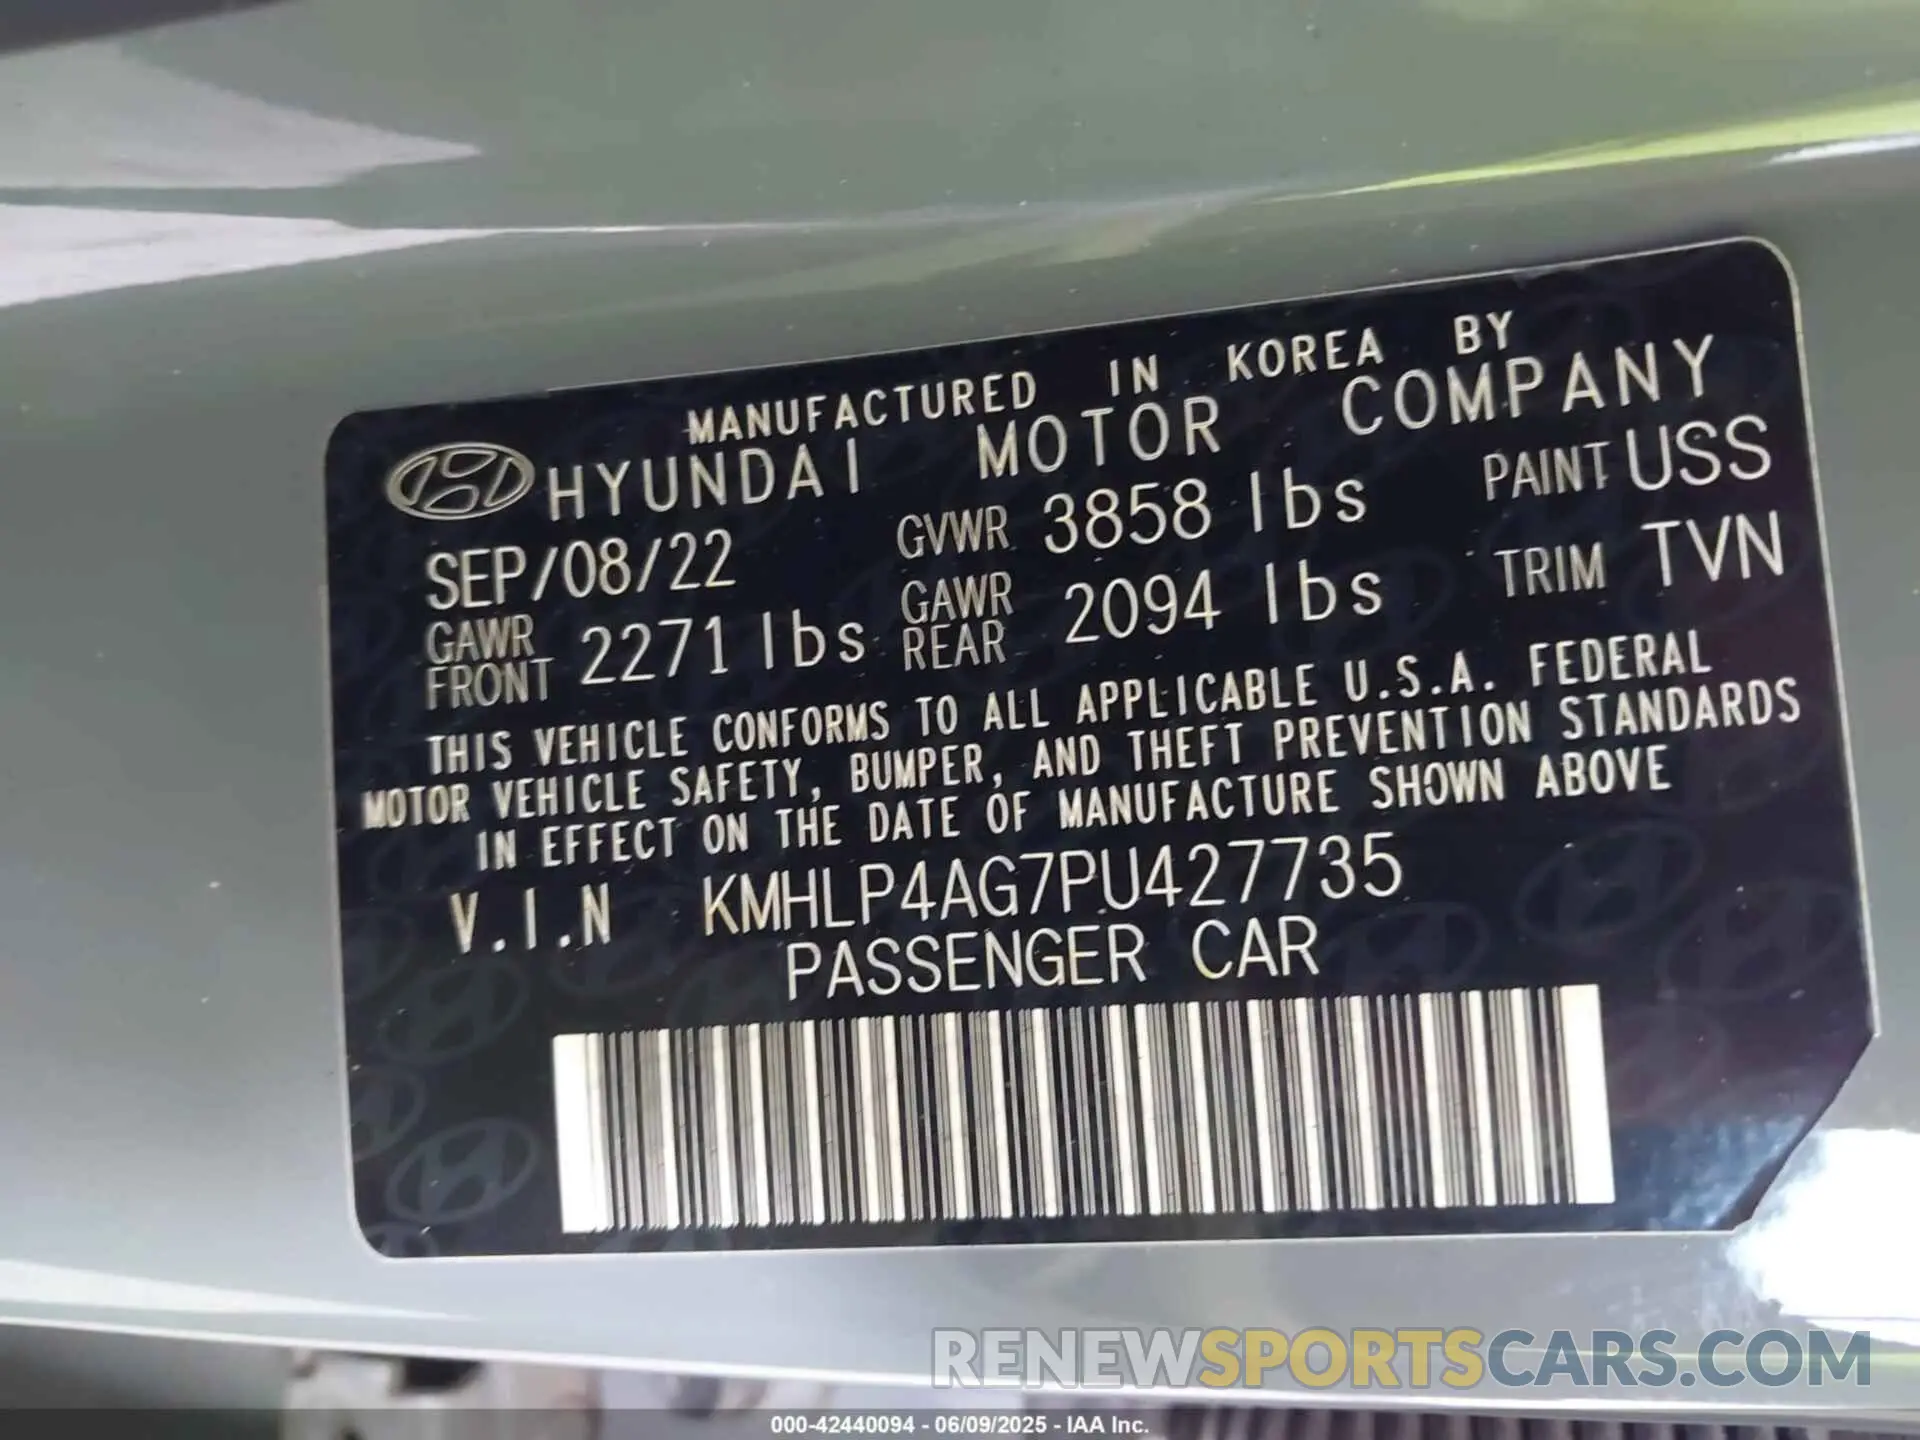 MANUFACTURED IN KOREA BY
HYUNDAI MOTOR COMPANY
SEP/08/22 GVWR 3858 lbs PAINT USS
GAWR FRONT 2271 lbs GAWR REAR 2094 lbs TRIM TVN
THIS VEHICLE CONFORMS TO ALL APPLICABLE U.S.A. FEDERAL
MOTOR VEHICLE SAFETY, BUMPER, AND THEFT PREVENTION STANDARDS
IN EFFECT ON THE DATE OF MANUFACTURE SHOWN ABOVE
V.I.N KMHLP4AG7PU427735
PASSENGER CAR
RENEWSPORTSCARS.COM
000-42440094 - 06/09/2025 - IAA Inc.